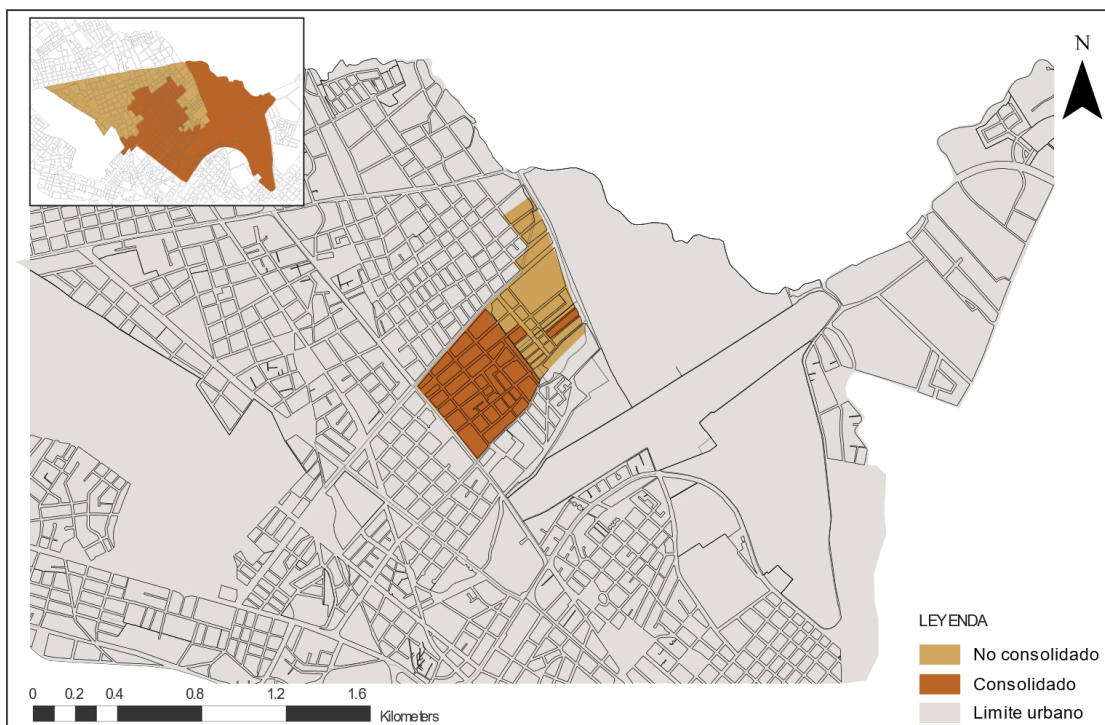 N
LEYENDA
No consolidado
Consolidado
Limite urbano
0 0.2 0.4 0.8 1.2 1.6
Kilometers